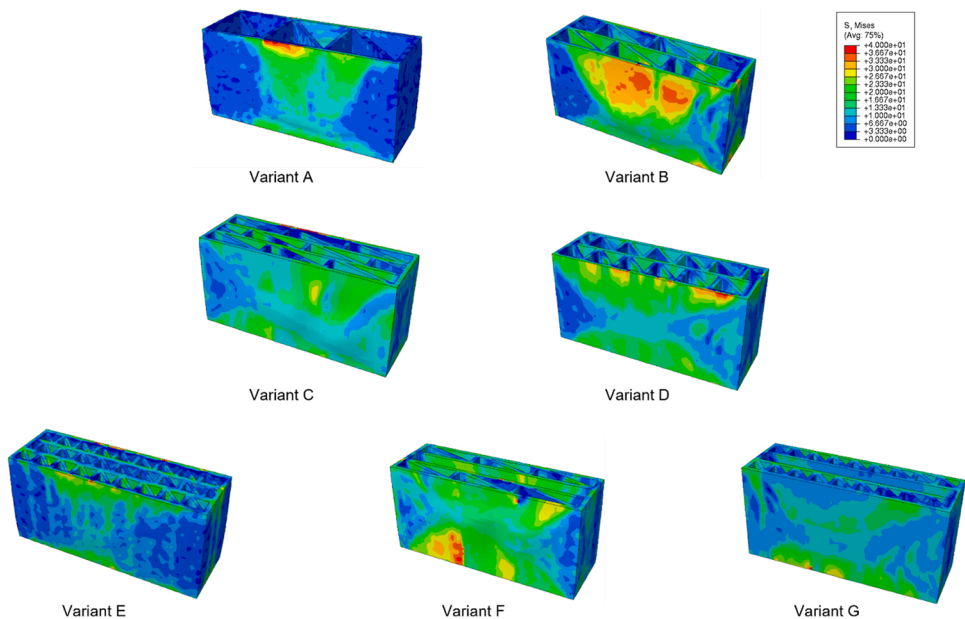 S, Mises
(Avg: 75%)
+4.000e+01
+3.667e+01
+3.333e+01
+3.000e+01
+2.667e+01
+2.333e+01
+2.000e+01
+1.667e+01
+1.333e+01
+1.000e+01
+6.667e+00
+3.333e+00
+0.000e+00
Variant A
Variant B
Variant C
Variant D
Variant E
Variant F
Variant G